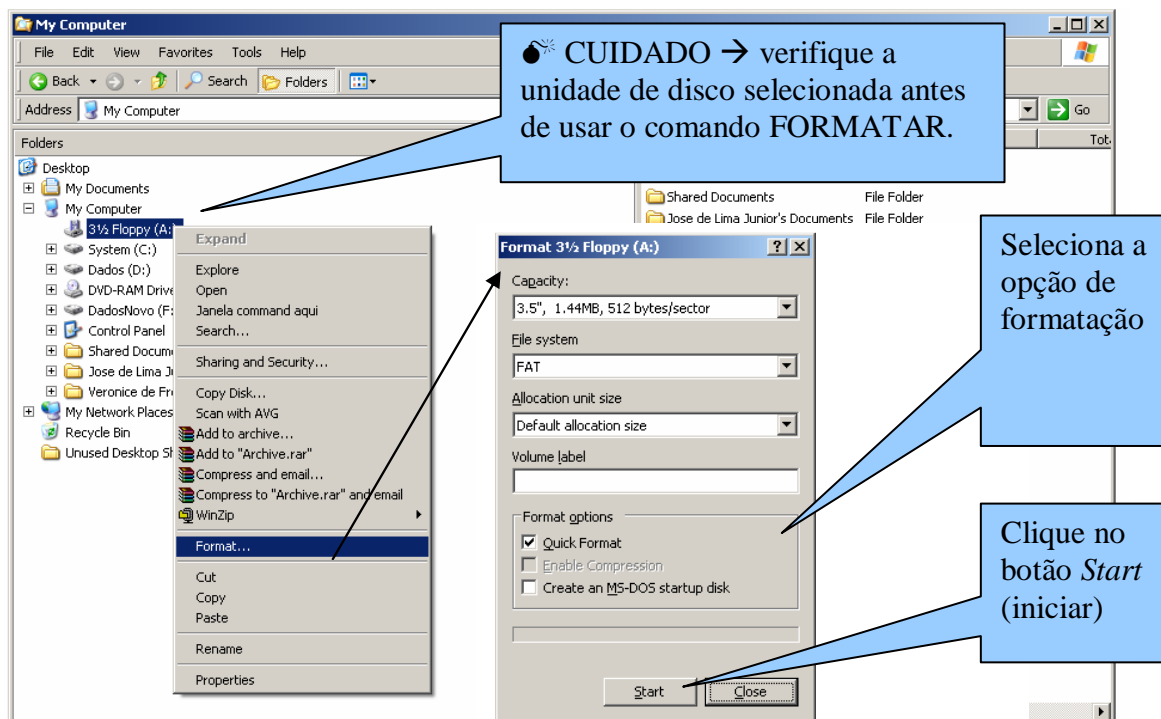 My Computer
File Edit View Favorites Tools Help
Back Search Folders
Address My Computer Go
CUIDADO → verifique a
unidade de disco selecionada antes
de usar o comando FORMATAR.
Folders
Tot
Desktop
My Documents
My Computer
3½ Floppy (A:)
System (C:)
Dados (D:)
DVD-RAM Drive
DadosNovo (F:
Control Panel
Shared Docum
Jose de Lima J
Veronice de Fr
My Network Places
Recycle Bin
Unused Desktop Sh
Shared Documents File Folder
Jose de Lima Junior's Documents File Folder
Expand
Explore
Open
Janela command aqui
Search...
Sharing and Security...
Copy Disk...
Scan with AVG
Add to archive...
Add to "Archive.rar"
Compress and email...
Compress to "Archive.rar" and email
WinZip
Format...
Cut
Copy
Paste
Rename
Properties
Format 3½ Floppy (A:)
Capacity:
3.5", 1.44MB, 512 bytes/sector
File system
FAT
Allocation unit size
Default allocation size
Volume label
Format options
Quick Format
Enable Compression
Create an MS-DOS startup disk
Start Close
Seleciona a
opção de
formatação
Clique no
botão Start
(iniciar)